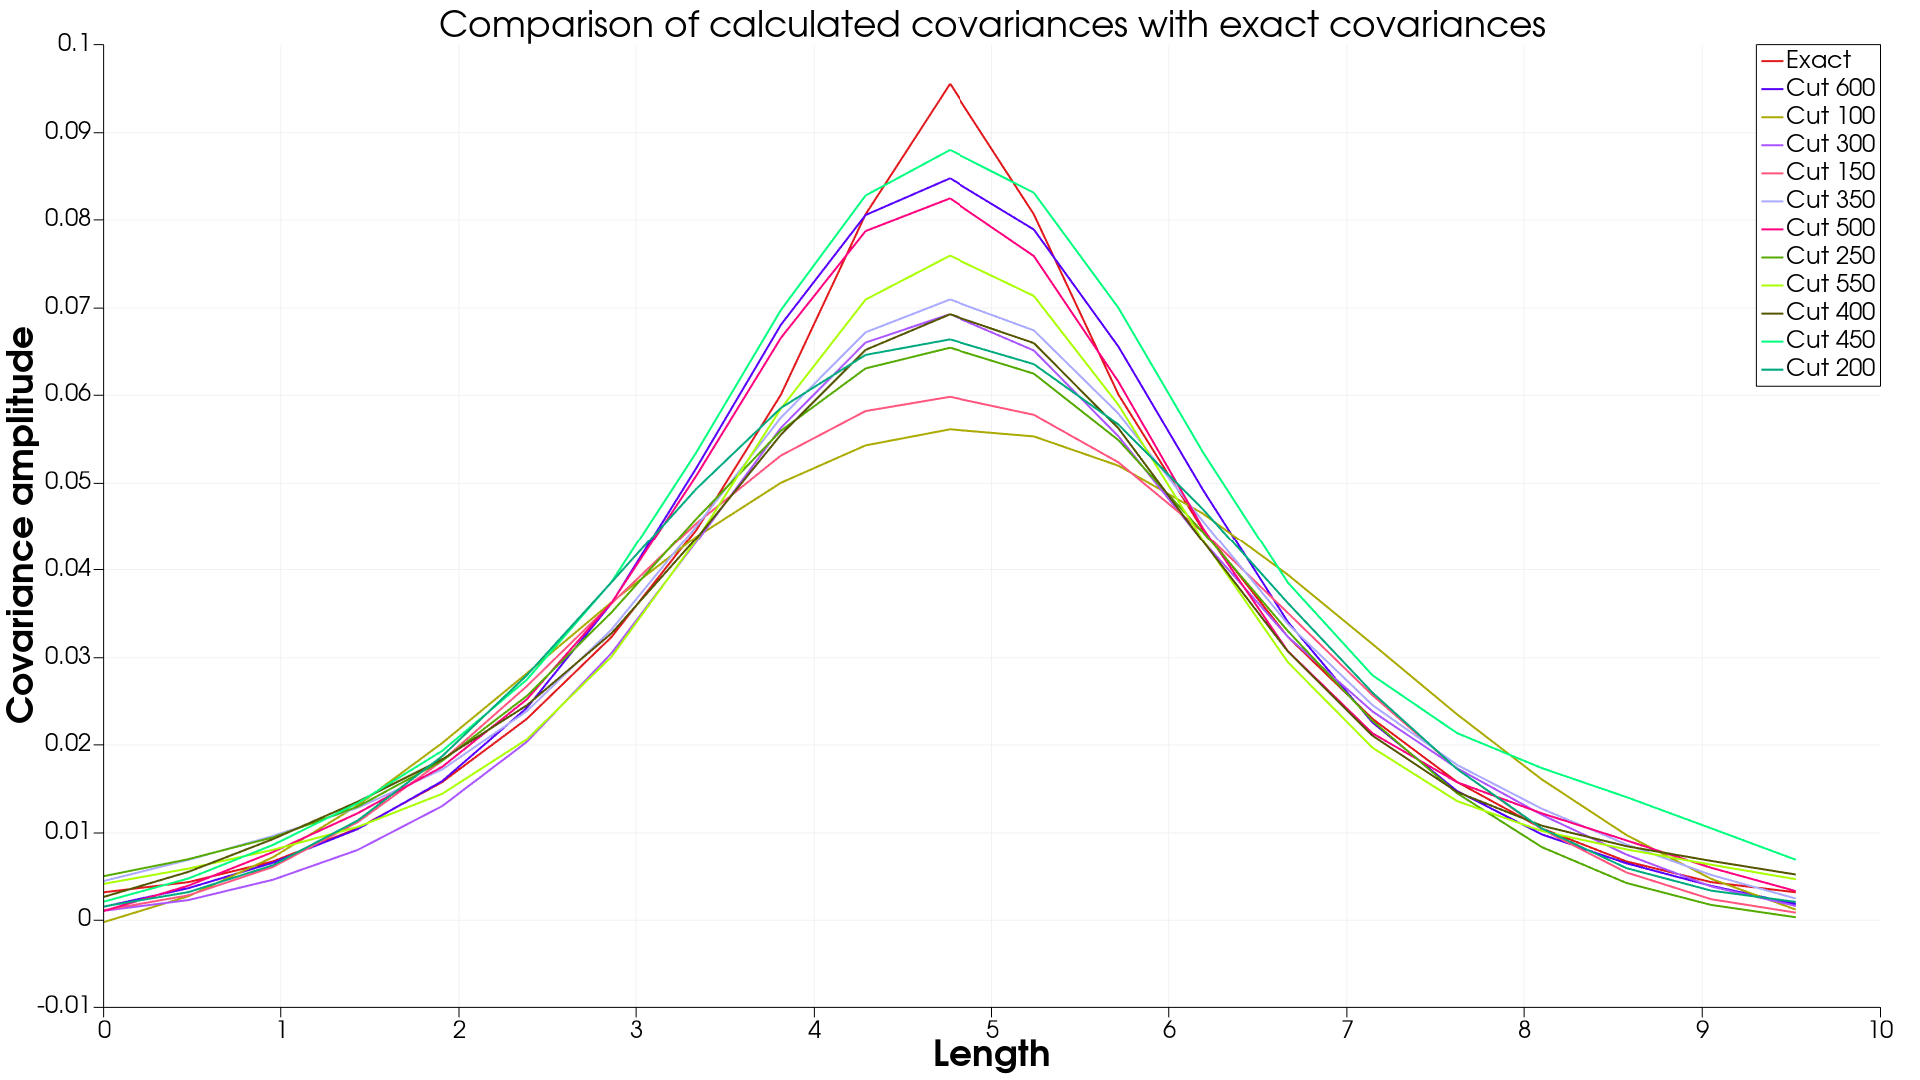 Comparison of calculated covariances with exact covariances
0.1
0.09
0.08
0.07
0.06
0.05
0.04
0.03
0.02
0.01
0
-0.01
Covariance amplitude
0 1 2 3 4 5 6 7 8 9 10
Length
Exact
Cut 600
Cut 100
Cut 300
Cut 150
Cut 350
Cut 500
Cut 250
Cut 550
Cut 400
Cut 450
Cut 200